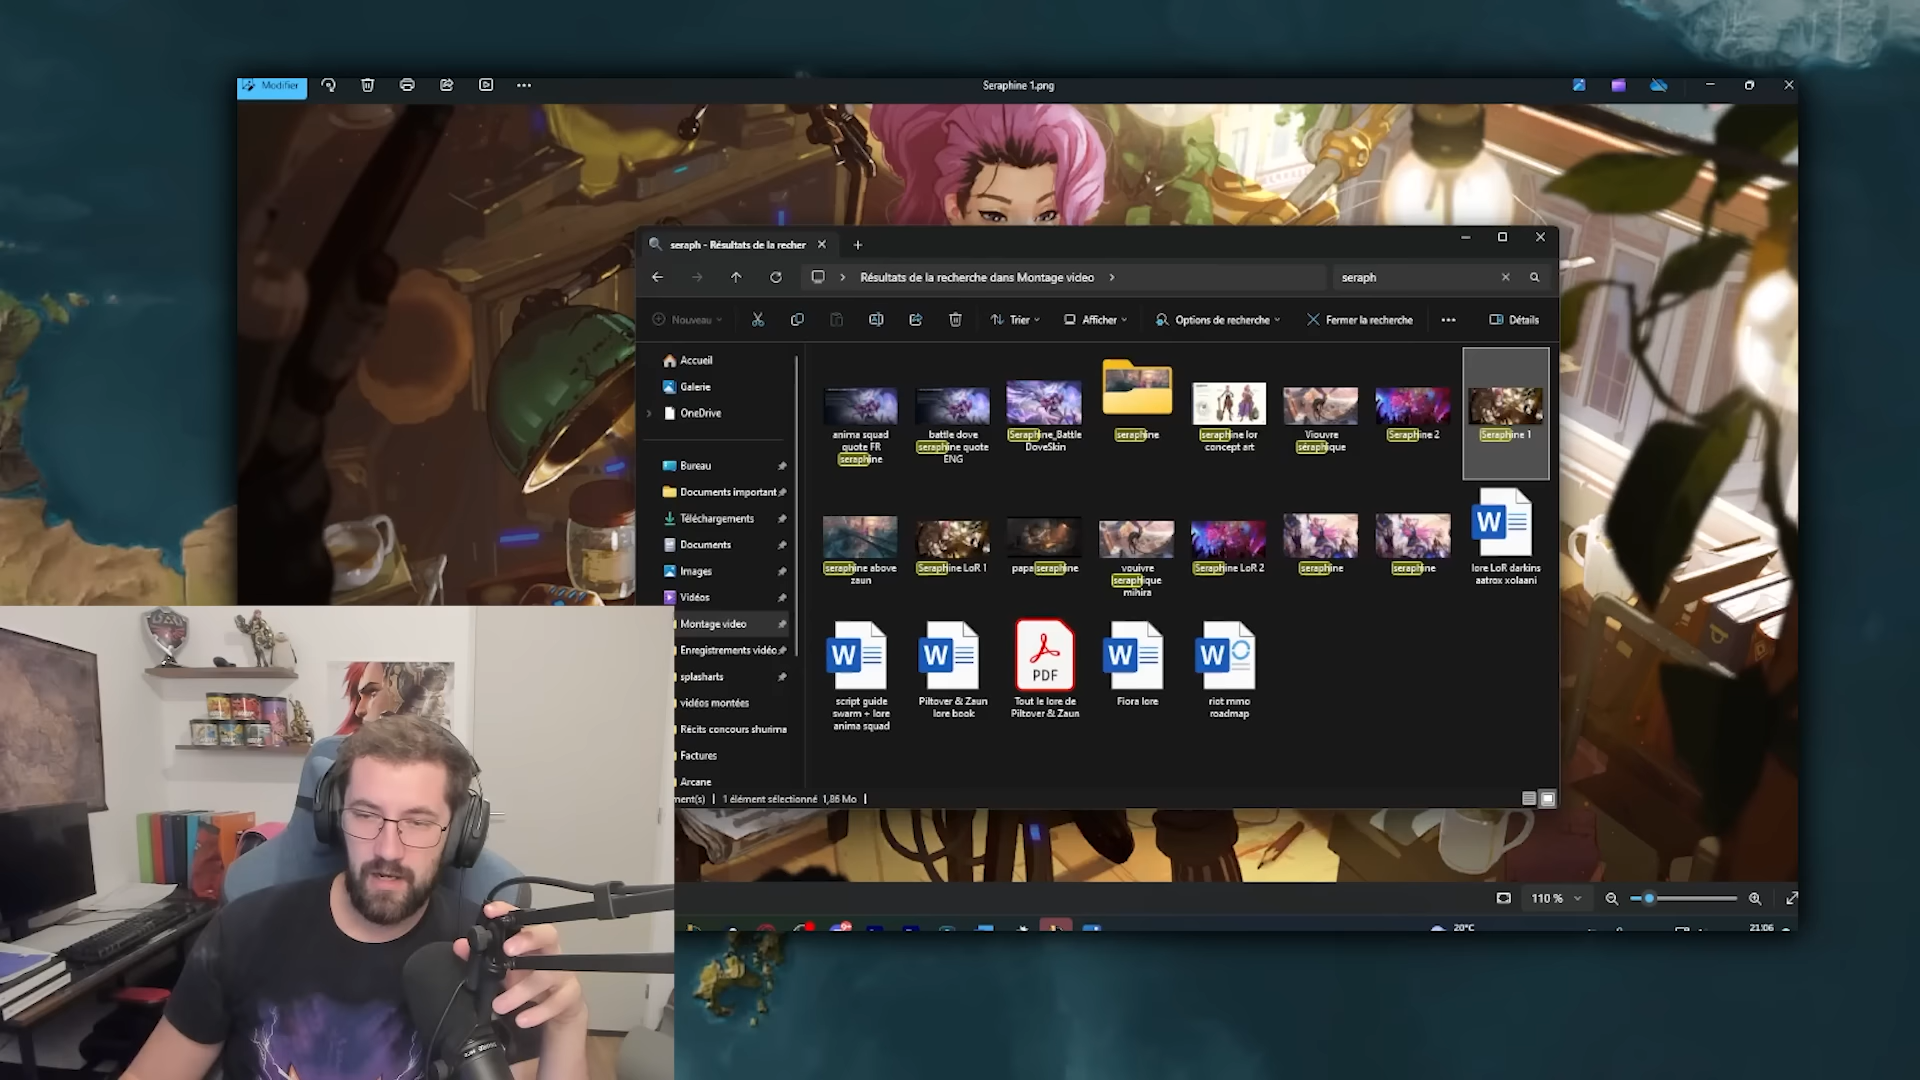 Modifier
Seraphine 1.png
seraph - Résultats de la recher
Résultats de la recherche dans Montage video
seraph
Nouveau
Trier
Afficher
Options de recherche
Fermer la recherche
Détails
Accueil
Galerie
OneDrive
Bureau
Documents important
Téléchargements
Documents
Images
Vidéos
Montage video
Enregistrements vidéo
splasharts
vidéos montées
Récits concours shurima
Factures
Arcane
anima squad
quote FR
seraphine
battle dove
seraphine quote
ENG
Seraphine_Battle
DoveSkin
seraphine
seraphine lor
concept art
Viouvre
séraphique
Seraphine 2
Seraphine 1
seraphine above
zaun
Seraphine LoR 1
papa seraphine
vouivre
seraphique
mihira
Seraphine LoR 2
seraphine
seraphine
lore LoR darkins
aatrox xolaani
script guide
swarm + lore
anima squad
Piltover & Zaun
lore book
PDF
Tout le lore de
Piltover & Zaun
Fiora lore
riot mmo
roadmap
ment(s)
1 élément sélectionné 1,86 Mo
110 %
20°C
21:06